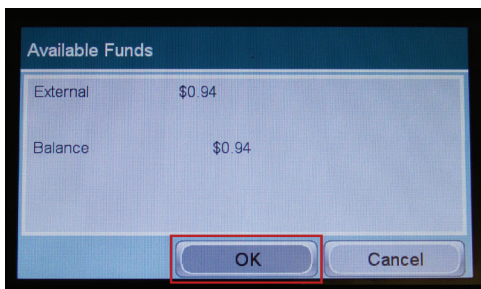 Available Funds
External $0.94
Balance $0.94
OK Cancel